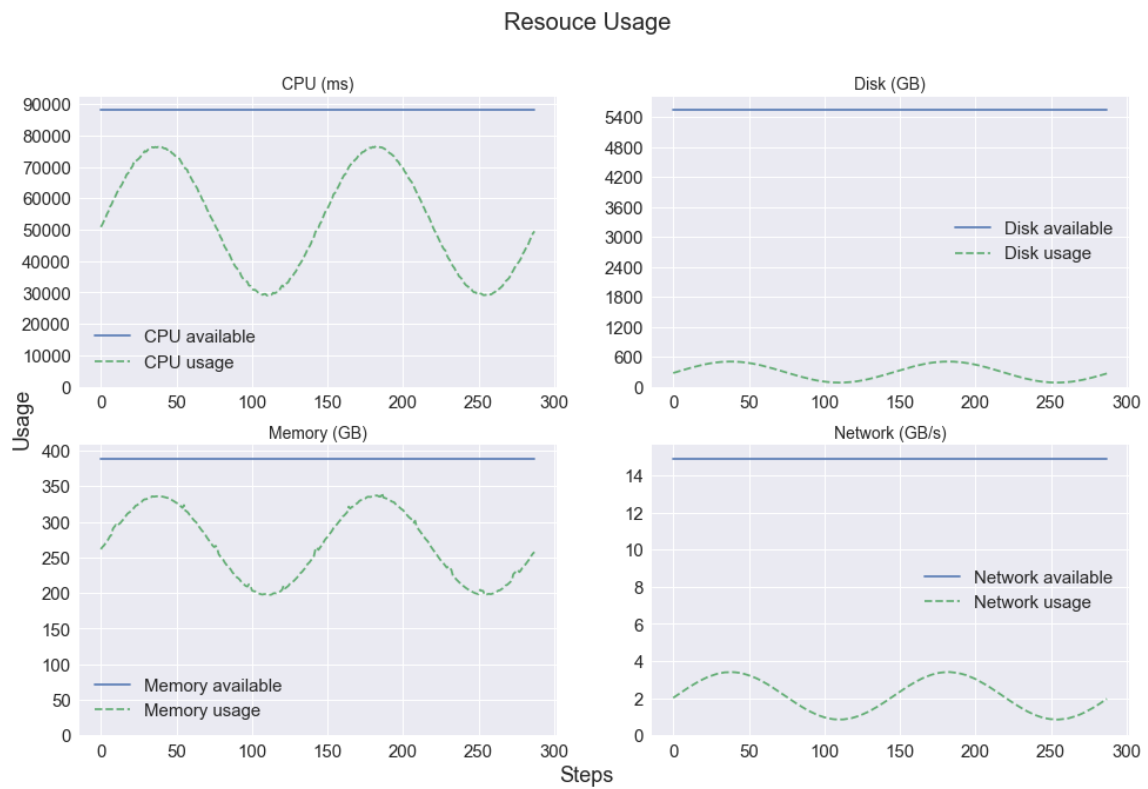 Resouce Usage
CPU (ms)
90000
80000
70000
60000
50000
40000
30000
20000
10000
0
CPU available
CPU usage
0 50 100 150 200 250 300
Disk (GB)
5400
4800
4200
3600
3000
2400
1800
1200
600
0
Disk available
Disk usage
0 50 100 150 200 250 300
Usage
Memory (GB)
400
350
300
250
200
150
100
50
0
Memory available
Memory usage
0 50 100 150 200 250 300
Network (GB/s)
14
12
10
8
6
4
2
0
Network available
Network usage
0 50 100 150 200 250 300
Steps